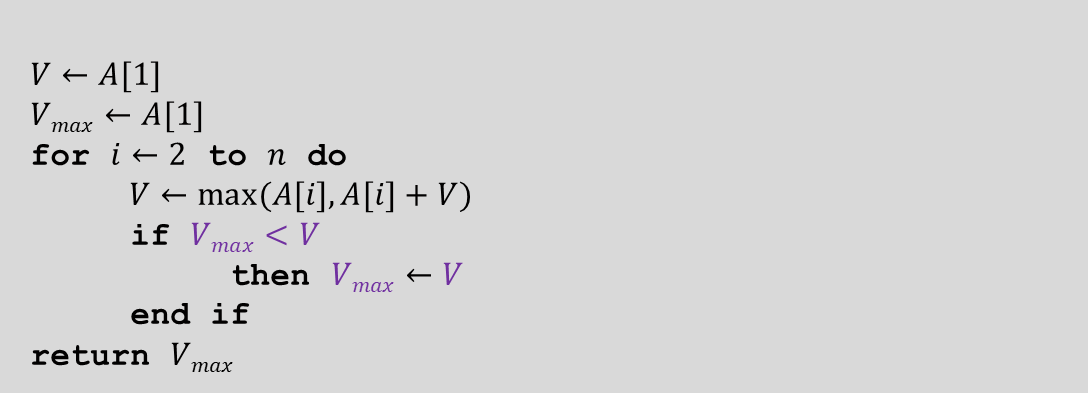 V ← A[1]
V_max ← A[1]
for i ← 2 to n do
V ← max(A[i], A[i] + V)
if V_max < V
then V_max ← V
end if
return V_max